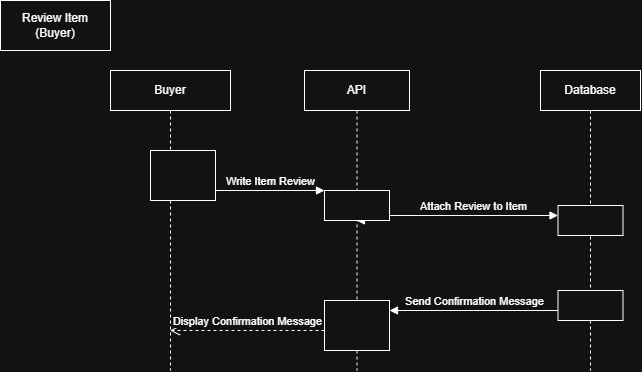 Review Item
(Buyer)
Buyer
API
Database
Write Item Review
Attach Review to Item
Send Confirmation Message
Display Confirmation Message